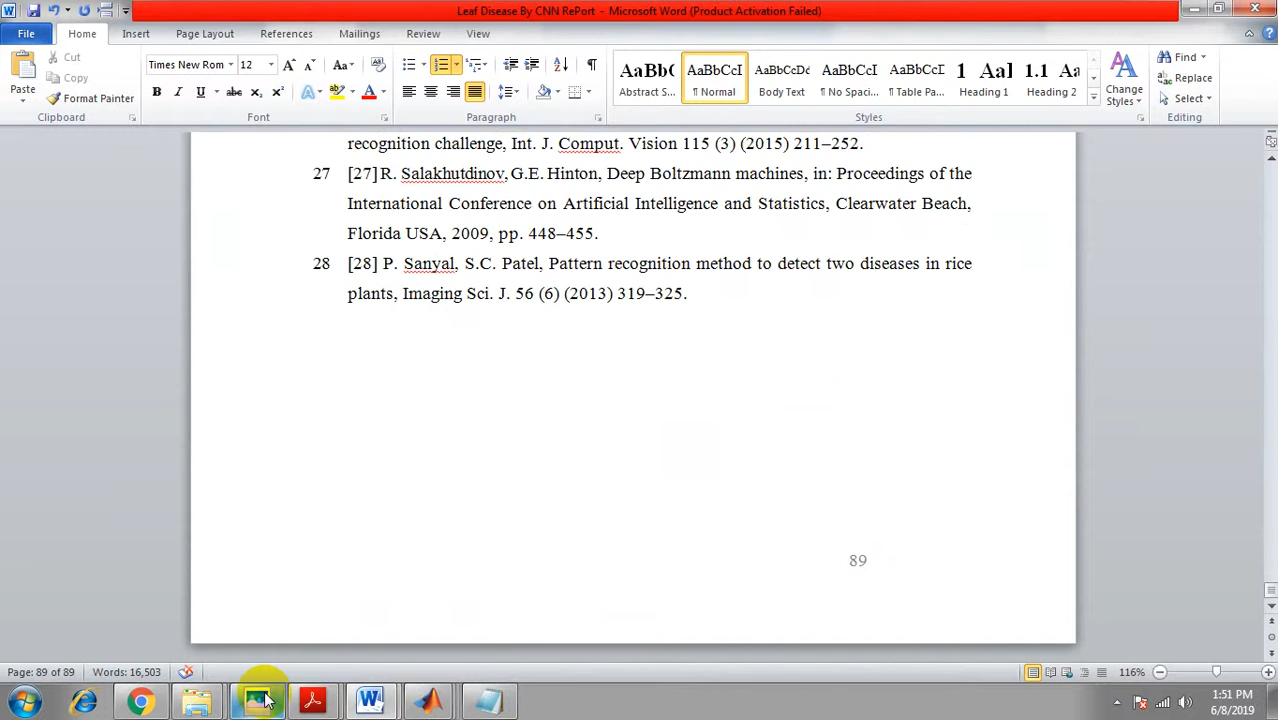 Leaf Disease By CNN RePort - Microsoft Word (Product Activation Failed)
File Home Insert Page Layout References Mailings Review View
Paste Cut Copy Format Painter Clipboard
Times New Rom 12 Font
Paragraph
AaBb( Abstract S...
AaBbCcI ¶ Normal
AaBbCcDc Body Text
AaBbCcI ¶ No Spaci...
AaBbCcI ¶ Table Pa...
1 AaI Heading 1
1.1 Aa Heading 2
Change Styles Styles
Find Replace Select Editing
recognition challenge, Int. J. Comput. Vision 115 (3) (2015) 211–252.
27 [27] R. Salakhutdinov, G.E. Hinton, Deep Boltzmann machines, in: Proceedings of the
International Conference on Artificial Intelligence and Statistics, Clearwater Beach,
Florida USA, 2009, pp. 448–455.
28 [28] P. Sanyal, S.C. Patel, Pattern recognition method to detect two diseases in rice
plants, Imaging Sci. J. 56 (6) (2013) 319–325.
89
Page: 89 of 89 Words: 16,503 116%
1:51 PM
6/8/2019